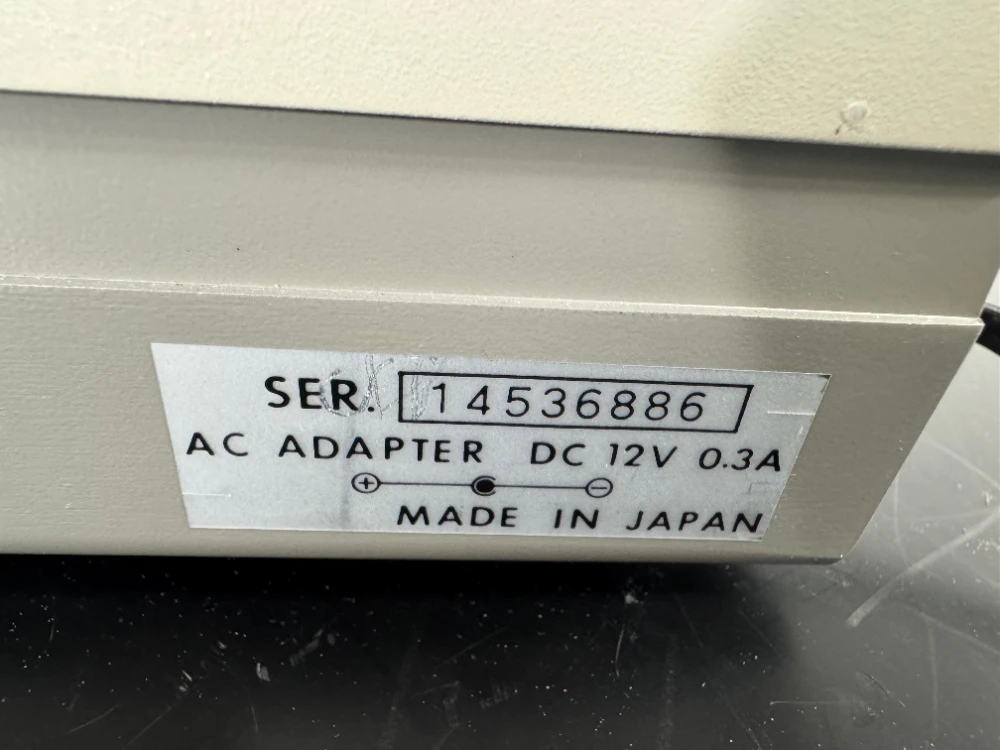 SER. 14536886
AC ADAPTER DC 12V 0.3A
MADE IN JAPAN